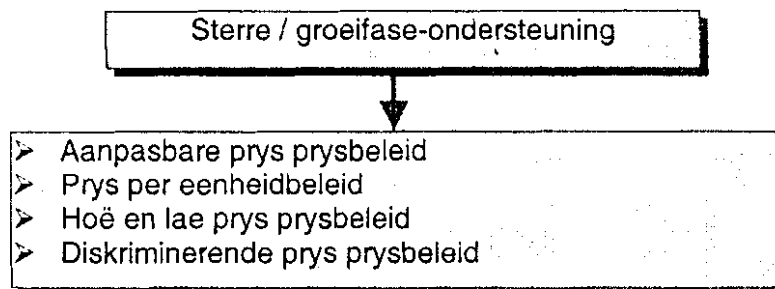 Sterre / groeifase-ondersteuning
➢ Aanpasbare prys prysbeleid
➢ Prys per eenheidbeleid
➢ Hoë en lae prys prysbeleid
➢ Diskriminerende prys prysbeleid